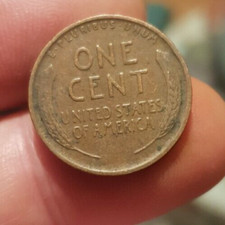 E PLURIBUS UNUM
ONE
CENT
UNITED STATES
OF AMERICA